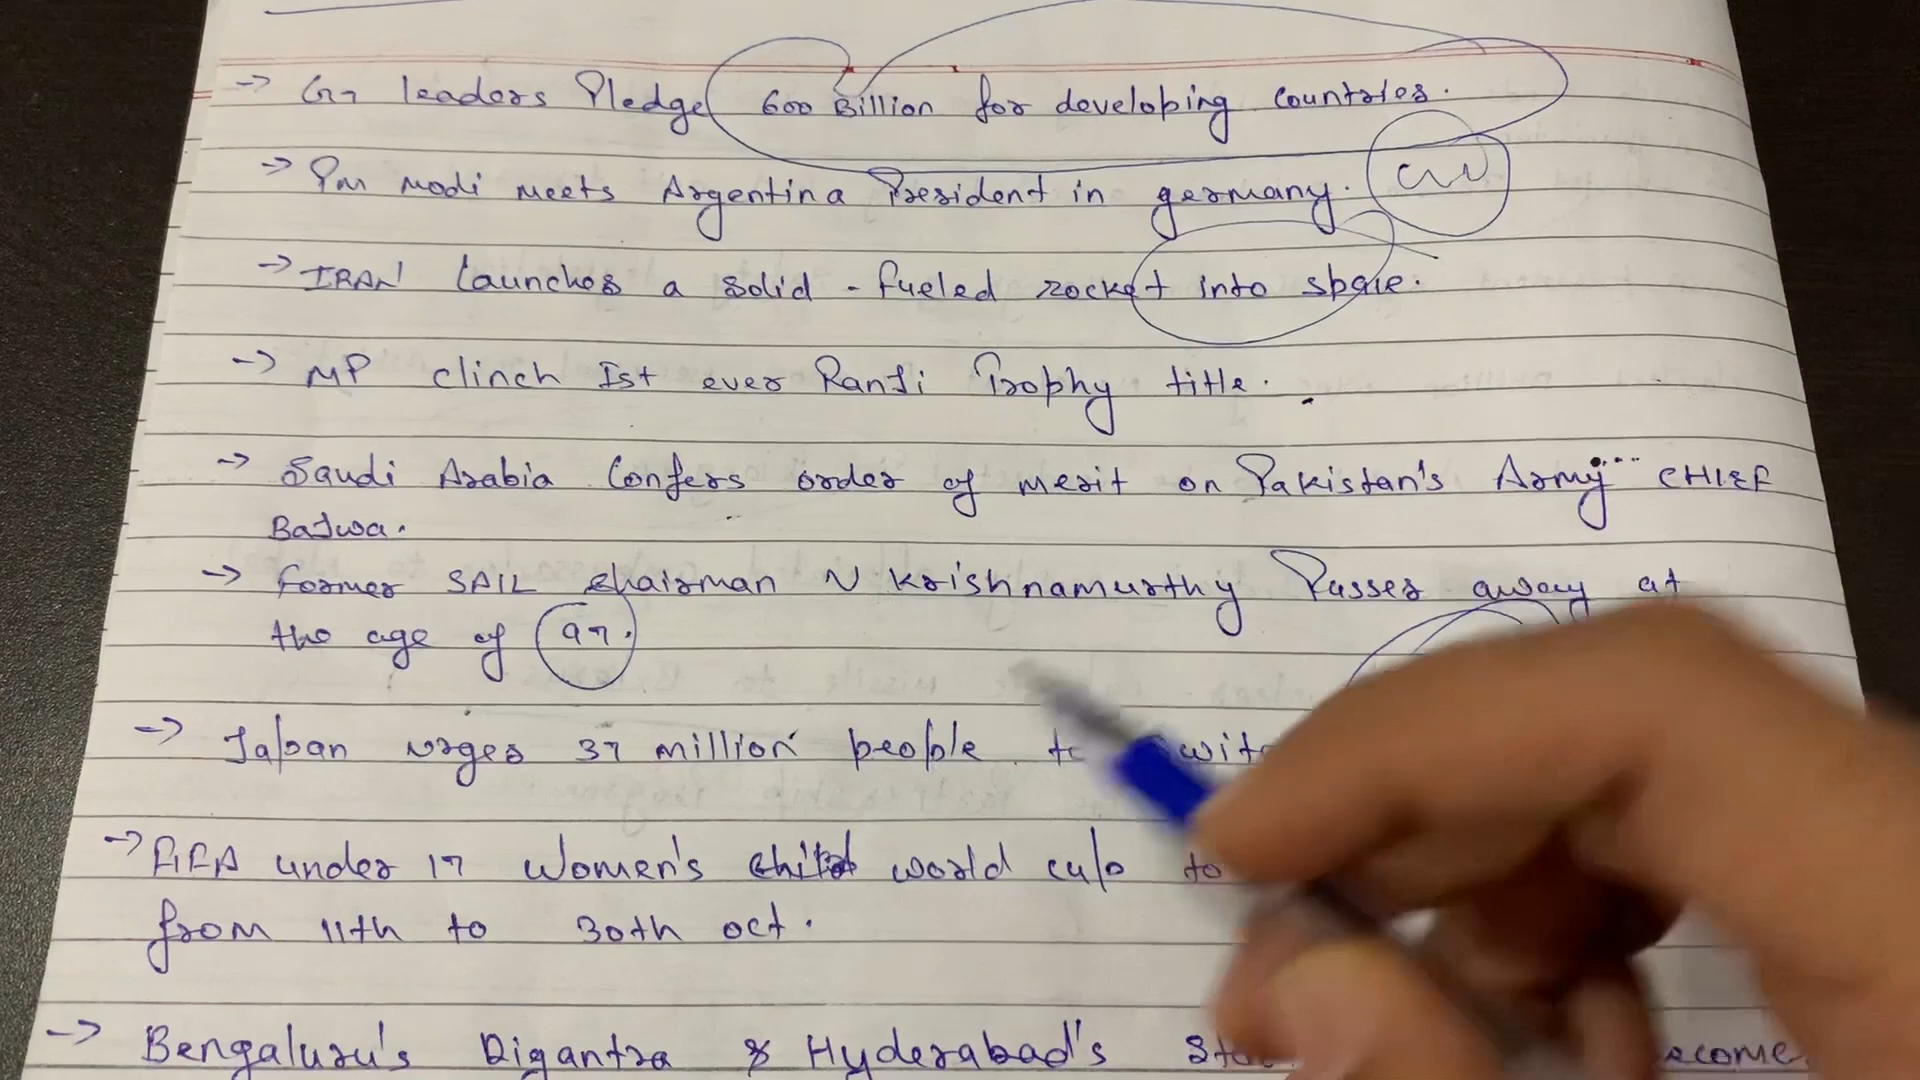 → G7 leaders Pledge 600 Billion for developing countries.
→ Pm modi meets Argentina President in germany.
→ IRAN launches a solid - fueled rocket into space.
→ MP clinch Ist ever Ranji Trophy title.
→ Saudi Arabia Confers order of merit on Pakistan's Army CHIEF
Bajwa.
→ Former SAIL chairman V Krishnamurthy Passes away at
the age of 97.
→ Japan urges 37 million people to
→ FIFA under 17 Women's world cup to
from 11th to 30th oct.
→ Bengaluru's Digantra & Hyderabad's